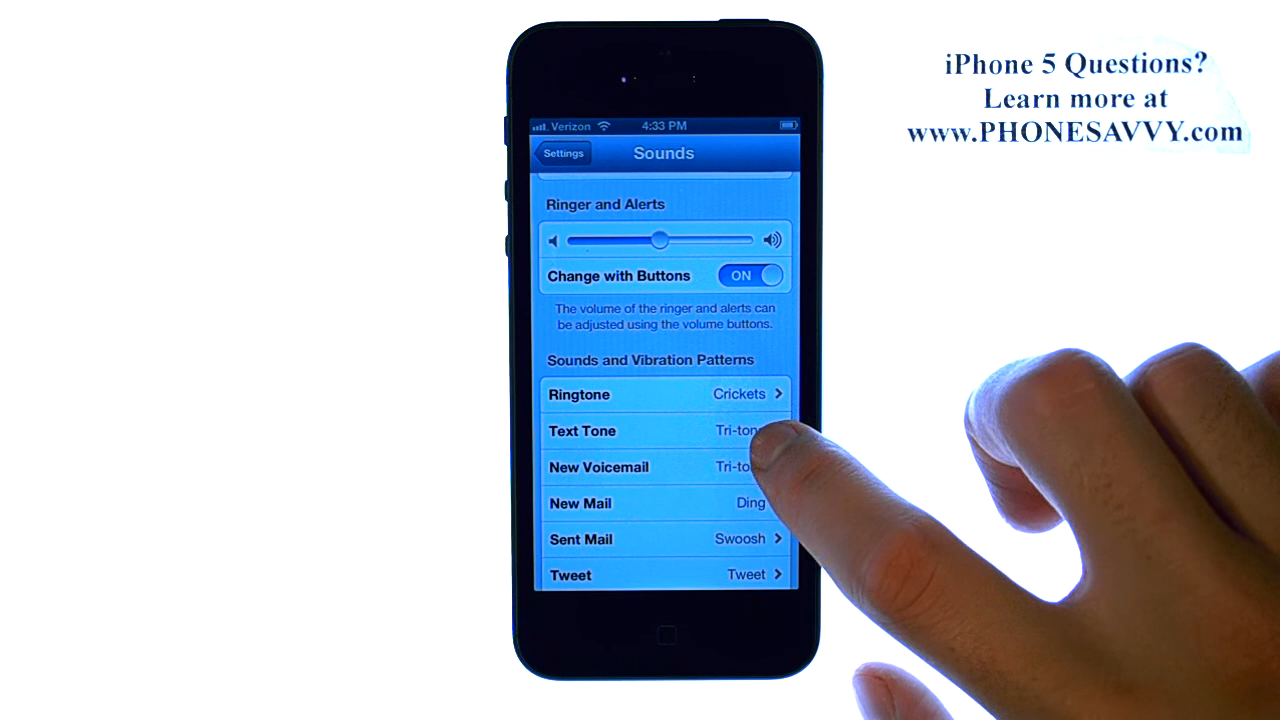 iPhone 5 Questions?
Learn more at
www.PHONESAVVY.com
Verizon 4:33 PM
Settings Sounds
Ringer and Alerts
Change with Buttons ON
The volume of the ringer and alerts can
be adjusted using the volume buttons.
Sounds and Vibration Patterns
Ringtone Crickets
Text Tone
New Voicemail
New Mail Ding
Sent Mail Swoosh
Tweet Tweet